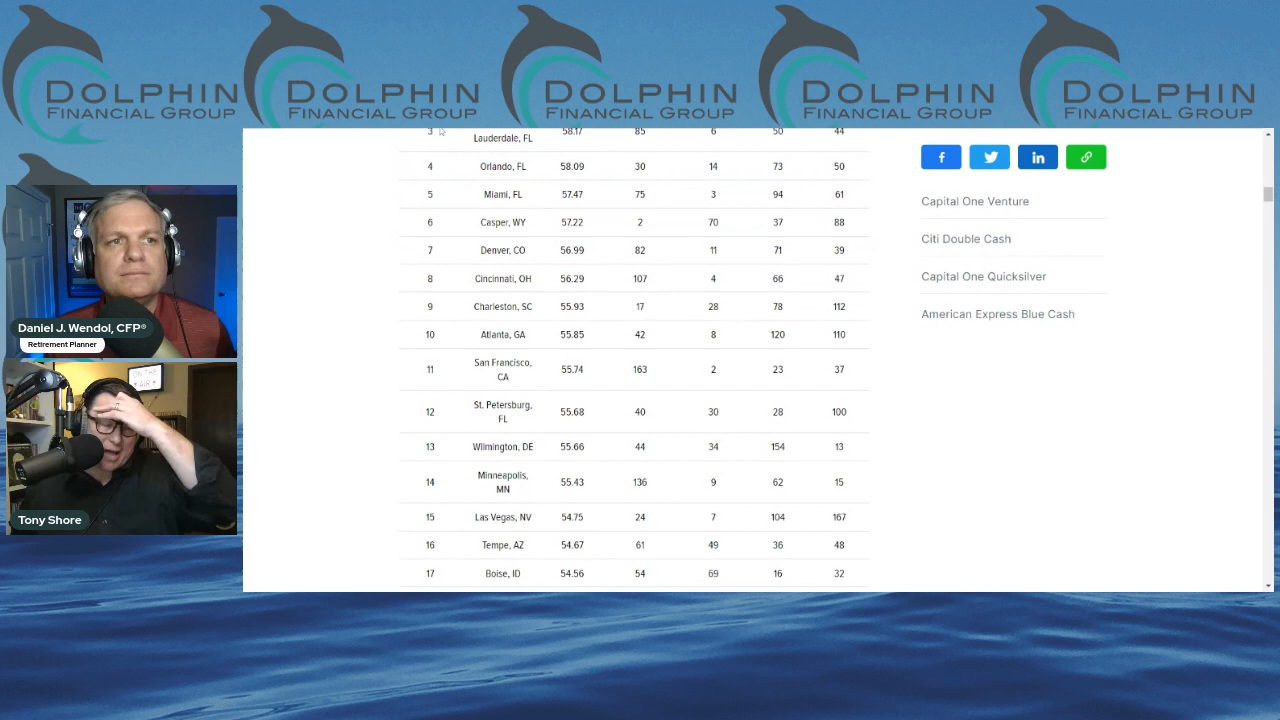 DOLPHIN DOLPHIN DOLPHIN DOLPHIN DOLPHIN
FINANCIAL GROUP FINANCIAL GROUP FINANCIAL GROUP FINANCIAL GROUP FINANCIAL GROUP
3 Lauderdale, FL 58.17 85 6 50 44
4 Orlando, FL 58.09 30 14 73 50
5 Miami, FL 57.47 75 3 94 61
6 Casper, WY 57.22 2 70 37 88
7 Denver, CO 56.99 82 11 71 39
8 Cincinnati, OH 56.29 107 4 66 47
9 Charleston, SC 55.93 17 28 78 112
10 Atlanta, GA 55.85 42 8 120 110
San Francisco,
11 CA 55.74 163 2 23 37
St. Petersburg,
12 FL 55.68 40 30 28 100
13 Wilmington, DE 55.66 44 34 154 13
Minneapolis,
14 MN 55.43 136 9 62 15
15 Las Vegas, NV 54.75 24 7 104 167
16 Tempe, AZ 54.67 61 49 36 48
17 Boise, ID 54.56 54 69 16 32
Capital One Venture
Citi Double Cash
Capital One Quicksilver
American Express Blue Cash
Daniel J. Wendol, CFP®
Retirement Planner
ON THE
AIR
Tony Shore